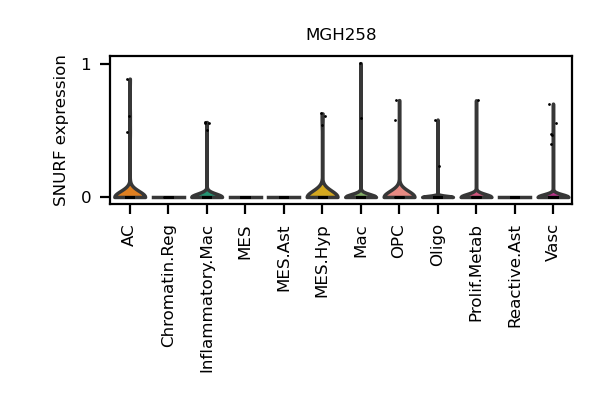 MGH258
SNURF expression
1
0
AC
Chromatin.Reg
Inflammatory.Mac
MES
MES.Ast
MES.Hyp
Mac
OPC
Oligo
Prolif.Metab
Reactive.Ast
Vasc